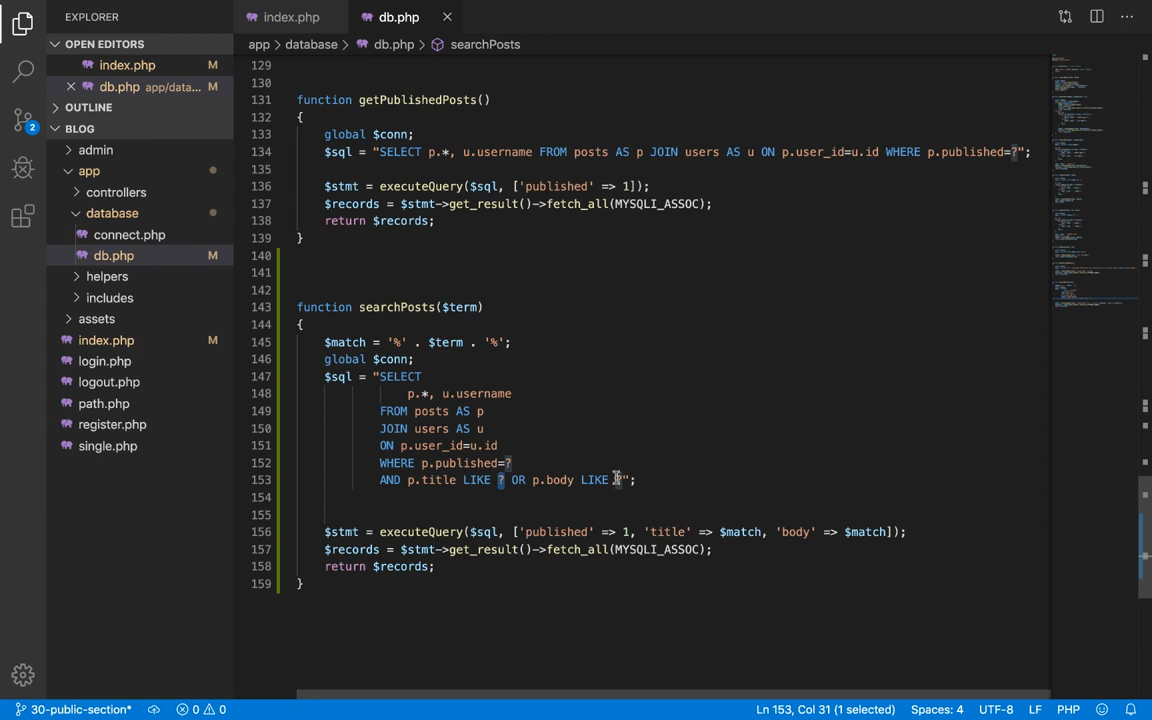 EXPLORER
index.php
db.php
OPEN EDITORS
index.php M
db.php app/data... M
OUTLINE
BLOG
admin
app
controllers
database
connect.php
db.php M
helpers
includes
assets
index.php M
login.php
logout.php
path.php
register.php
single.php
2
app > database > db.php > searchPosts
129
130
131 function getPublishedPosts()
132 {
133 global $conn;
134 $sql = "SELECT p.*, u.username FROM posts AS p JOIN users AS u ON p.user_id=u.id WHERE p.published=?";
135
136 $stmt = executeQuery($sql, ['published' => 1]);
137 $records = $stmt->get_result()->fetch_all(MYSQLI_ASSOC);
138 return $records;
139 }
140
141
142
143 function searchPosts($term)
144 {
145 $match = '%' . $term . '%';
146 global $conn;
147 $sql = "SELECT
148 p.*, u.username
149 FROM posts AS p
150 JOIN users AS u
151 ON p.user_id=u.id
152 WHERE p.published=?
153 AND p.title LIKE ? OR p.body LIKE ?";
154
155
156 $stmt = executeQuery($sql, ['published' => 1, 'title' => $match, 'body' => $match]);
157 $records = $stmt->get_result()->fetch_all(MYSQLI_ASSOC);
158 return $records;
159 }
30-public-section* 0 0 Ln 153, Col 31 (1 selected) Spaces: 4 UTF-8 LF PHP